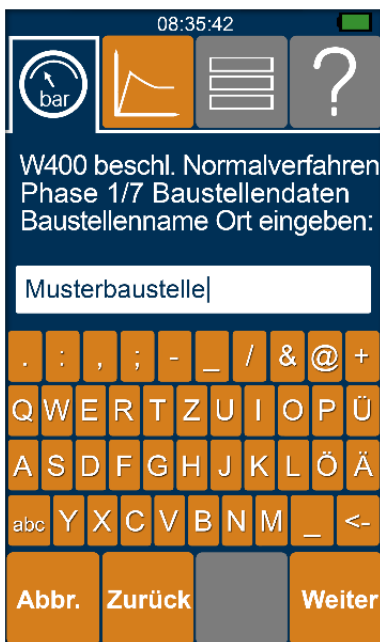 08:35:42
bar
?
W400 beschl. Normalverfahren
Phase 1/7 Baustellendaten
Baustellenname Ort eingeben:
Musterbaustelle
. : , ; - _ / & @ +
Q W E R T Z U I O P Ü
A S D F G H J K L Ö Ä
abc Y X C V B N M _ <-
Abbr. Zurück Weiter